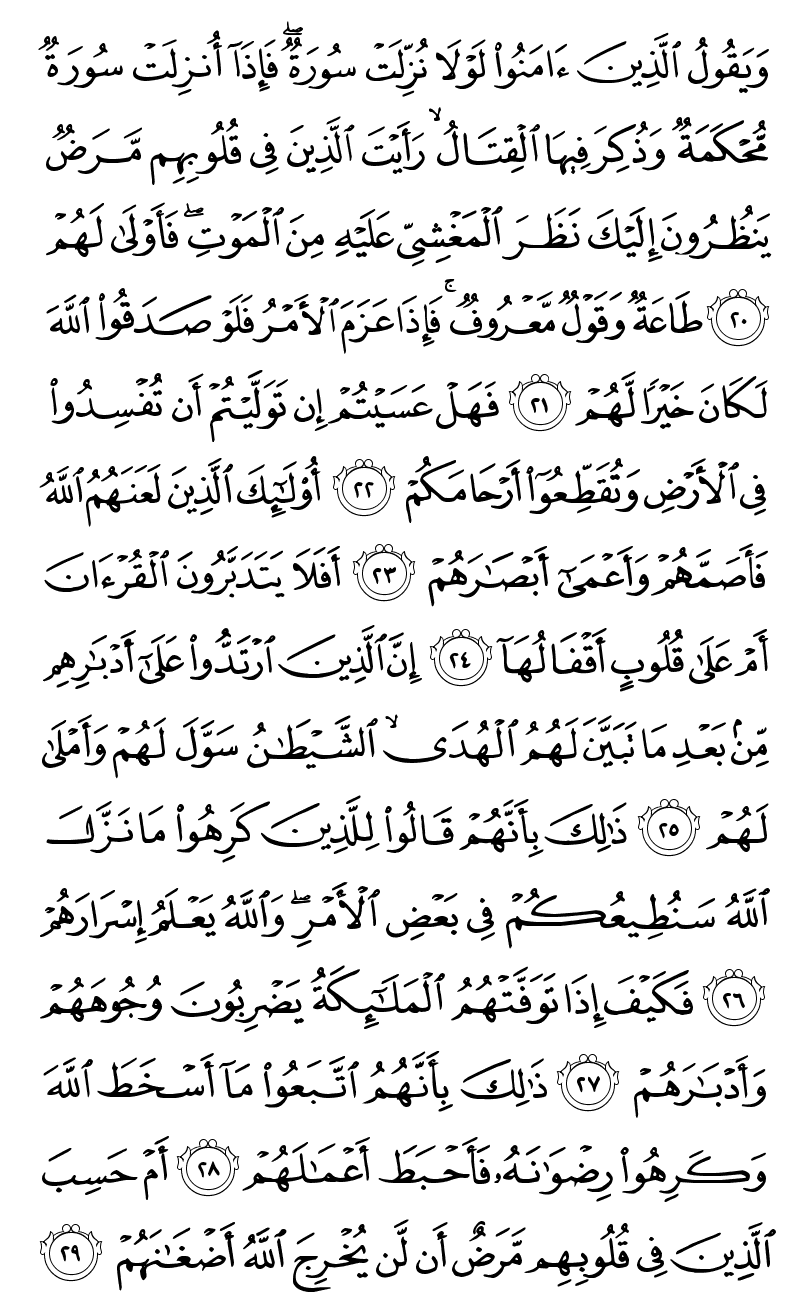 وَيَقُولُ ٱلَّذِينَ ءَامَنُوا۟ لَوْلَا نُزِّلَتْ سُورَةٌ ۖ فَإِذَآ أُنزِلَتْ سُورَةٌ
مُّحْكَمَةٌ وَذُكِرَ فِيهَا ٱلْقِتَالُ ۙ رَأَيْتَ ٱلَّذِينَ فِى قُلُوبِهِم مَّرَضٌ
يَنظُرُونَ إِلَيْكَ نَظَرَ ٱلْمَغْشِىِّ عَلَيْهِ مِنَ ٱلْمَوْتِ ۖ فَأَوْلَىٰ لَهُمْ
٢٠ طَاعَةٌ وَقَوْلٌ مَّعْرُوفٌ ۚ فَإِذَا عَزَمَ ٱلْأَمْرُ فَلَوْ صَدَقُوا۟ ٱللَّهَ
لَكَانَ خَيْرًا لَّهُمْ ٢١ فَهَلْ عَسَيْتُمْ إِن تَوَلَّيْتُمْ أَن تُفْسِدُوا۟
فِى ٱلْأَرْضِ وَتُقَطِّعُوٓا۟ أَرْحَامَكُمْ ٢٢ أُو۟لَـٰٓئِكَ ٱلَّذِينَ لَعَنَهُمُ ٱللَّهُ
فَأَصَمَّهُمْ وَأَعْمَىٰٓ أَبْصَـٰرَهُمْ ٢٣ أَفَلَا يَتَدَبَّرُونَ ٱلْقُرْءَانَ
أَمْ عَلَىٰ قُلُوبٍ أَقْفَالُهَآ ٢٤ إِنَّ ٱلَّذِينَ ٱرْتَدُّوا۟ عَلَىٰٓ أَدْبَـٰرِهِم
مِّنۢ بَعْدِ مَا تَبَيَّنَ لَهُمُ ٱلْهُدَى ۙ ٱلشَّيْطَـٰنُ سَوَّلَ لَهُمْ وَأَمْلَىٰ
لَهُمْ ٢٥ ذَٰلِكَ بِأَنَّهُمْ قَالُوا۟ لِلَّذِينَ كَرِهُوا۟ مَا نَزَّلَ
ٱللَّهُ سَنُطِيعُكُمْ فِى بَعْضِ ٱلْأَمْرِ ۖ وَٱللَّهُ يَعْلَمُ إِسْرَارَهُمْ
٢٦ فَكَيْفَ إِذَا تَوَفَّتْهُمُ ٱلْمَلَـٰٓئِكَةُ يَضْرِبُونَ وُجُوهَهُمْ
وَأَدْبَـٰرَهُمْ ٢٧ ذَٰلِكَ بِأَنَّهُمُ ٱتَّبَعُوا۟ مَآ أَسْخَطَ ٱللَّهَ
وَكَرِهُوا۟ رِضْوَٰنَهُۥ فَأَحْبَطَ أَعْمَـٰلَهُمْ ٢٨ أَمْ حَسِبَ
ٱلَّذِينَ فِى قُلُوبِهِم مَّرَضٌ أَن لَّن يُخْرِجَ ٱللَّهُ أَضْغَـٰنَهُمْ ٢٩